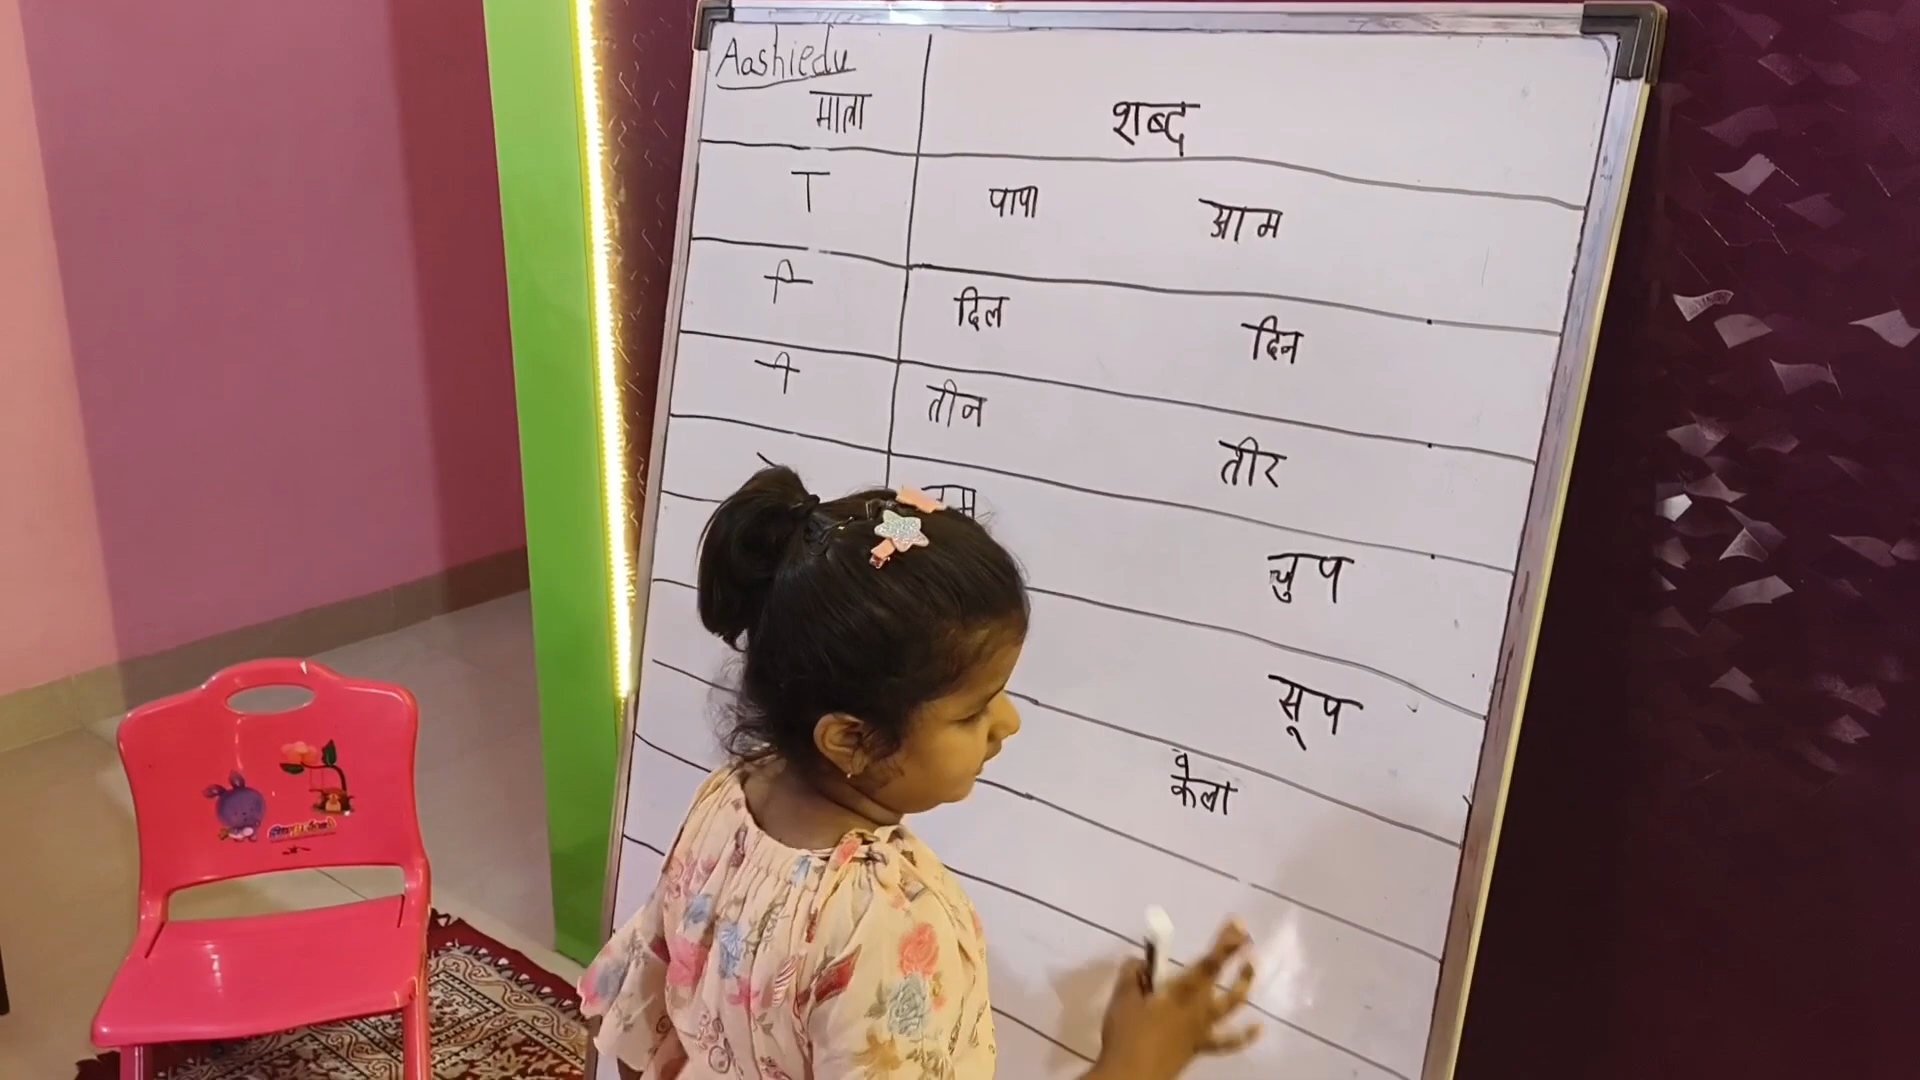 Aashiedu
माता शब्द
ा पापा आम
ि दिल दिन
ी तीन तीर
चुप
सूप
केला